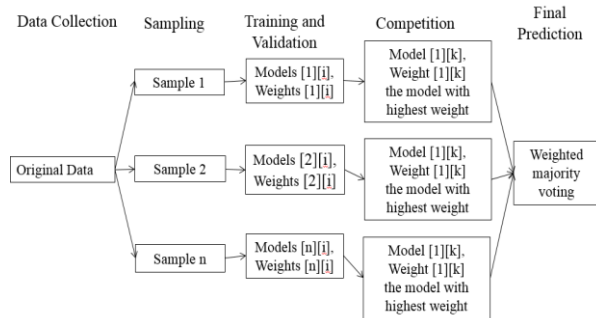 Data Collection
Sampling
Training and
Validation
Competition
Final
Prediction
Original Data
Sample 1
Models [1][i],
Weights [1][i]
Model [1][k],
Weight [1][k]
the model with
highest weight
Sample 2
Models [2][i],
Weights [2][i]
Model [1][k],
Weight [1][k]
the model with
highest weight
Sample n
Models [n][i],
Weights [n][i]
Model [1][k],
Weight [1][k]
the model with
highest weight
Weighted
majority
voting